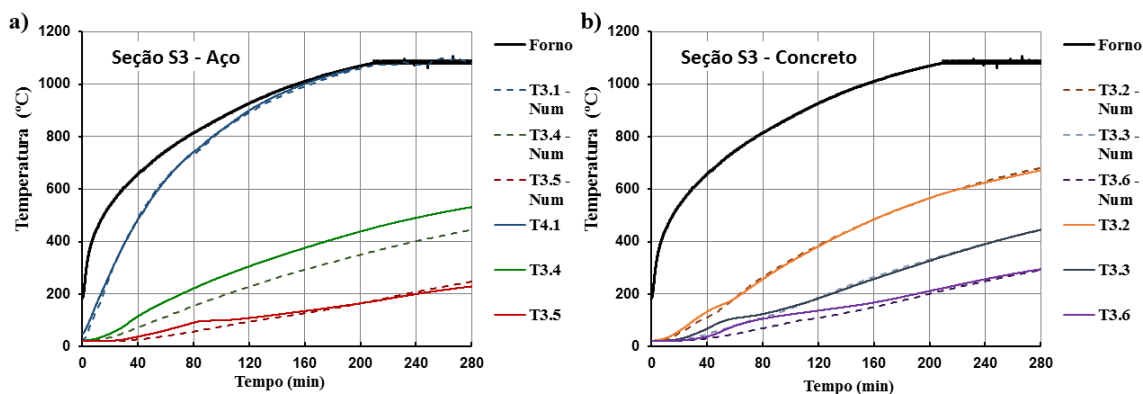 a)
Seção S3 - Aço
Temperatura (ºC)
1200
1000
800
600
400
200
0
0 40 80 120 160 200 240 280
Tempo (min)
Forno
T3.1 -
Num
T3.4 -
Num
T3.5 -
Num
T4.1
T3.4
T3.5
b)
Seção S3 - Concreto
Temperatura (ºC)
1200
1000
800
600
400
200
0
0 40 80 120 160 200 240 280
Tempo (min)
Forno
T3.2 -
Num
T3.3 -
Num
T3.6 -
Num
T3.2
T3.3
T3.6